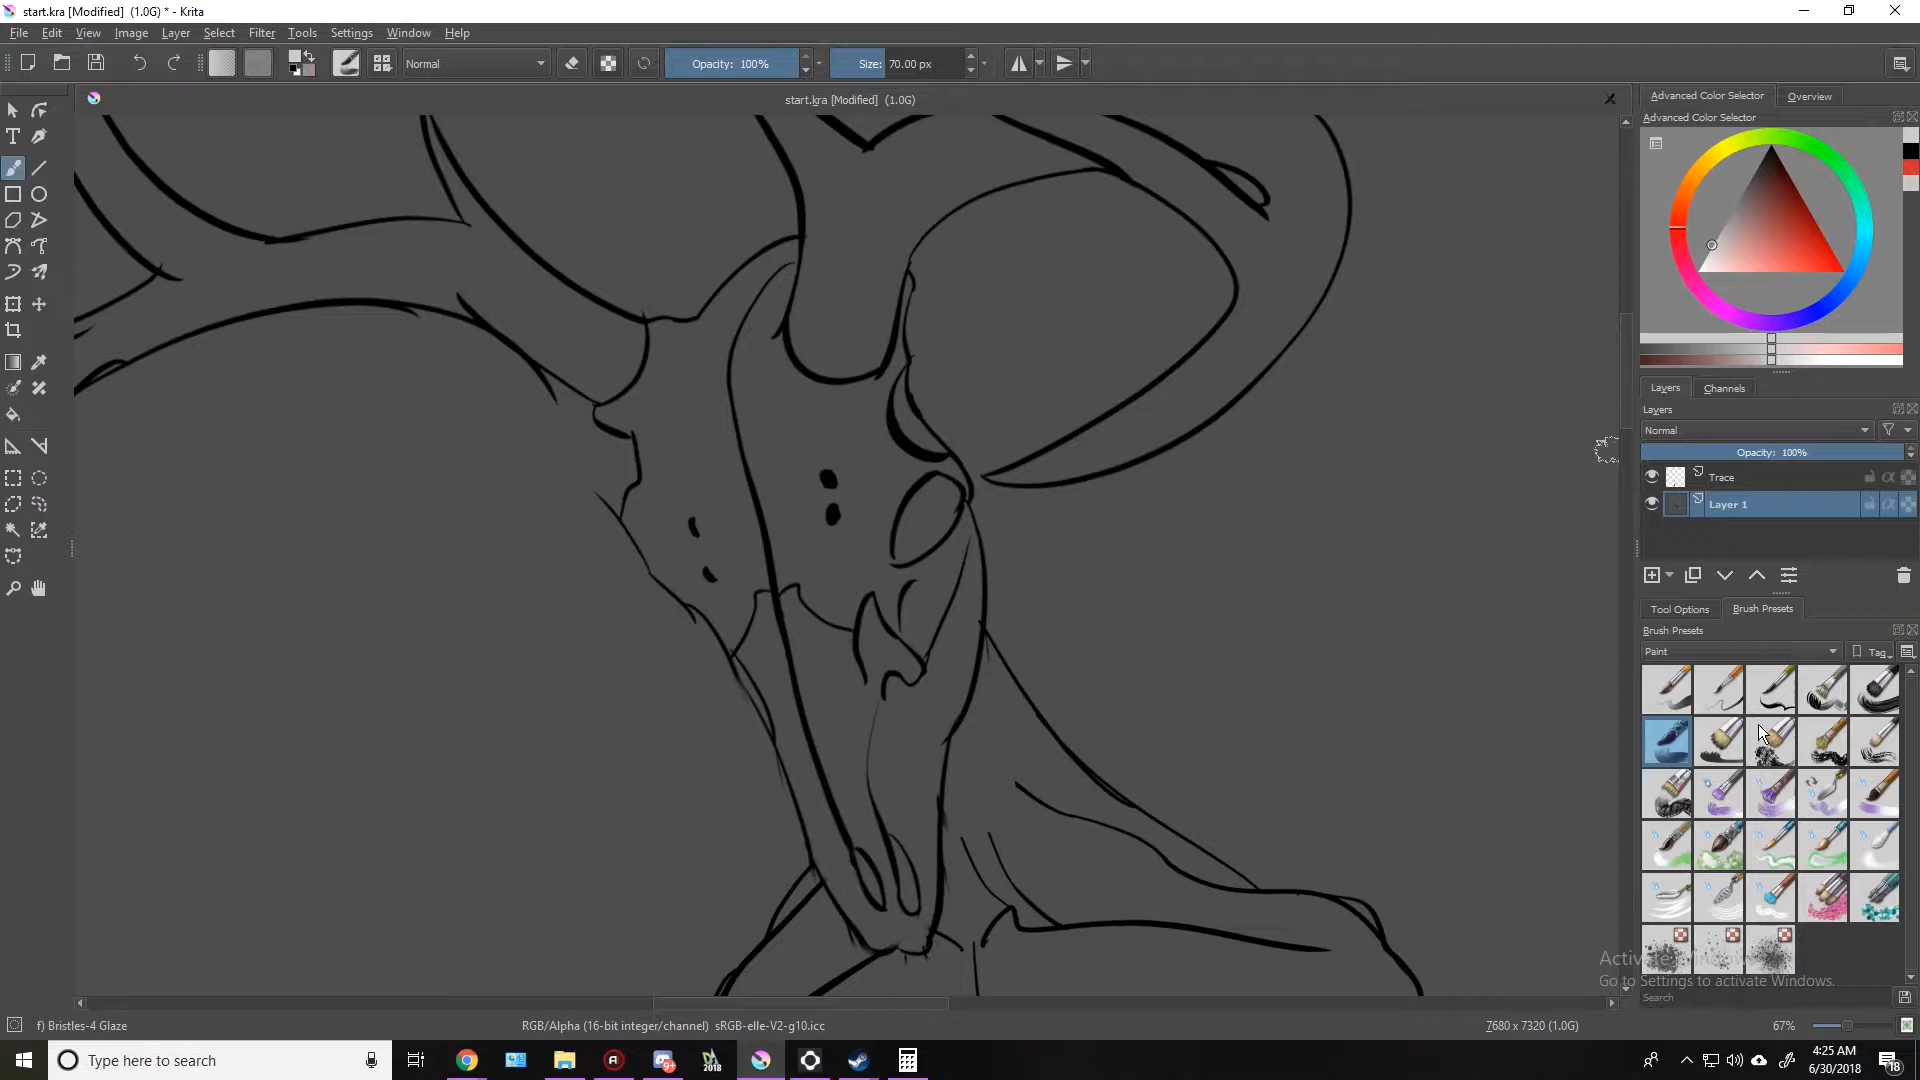 start.kra [Modified]  (1.0G) * - Krita
File Edit View Image Layer Select Filter Tools Settings Window Help
Normal Opacity: 100% Size: 70.00 px
start.kra [Modified] (1.0G)
Advanced Color Selector Overview
Advanced Color Selector
Layers Channels
Layers
Normal
Opacity: 100%
Trace
Layer 1
Tool Options Brush Presets
Brush Presets
Paint Tag
Activate Windows
Go to Settings to activate Windows.
Search
f) Bristles-4 Glaze RGB/Alpha (16-bit integer/channel) sRGB-elle-V2-g10.icc 7680 x 7320 (1.0G) 67%
Type here to search
2018
9+
4:25 AM
6/30/2018
18